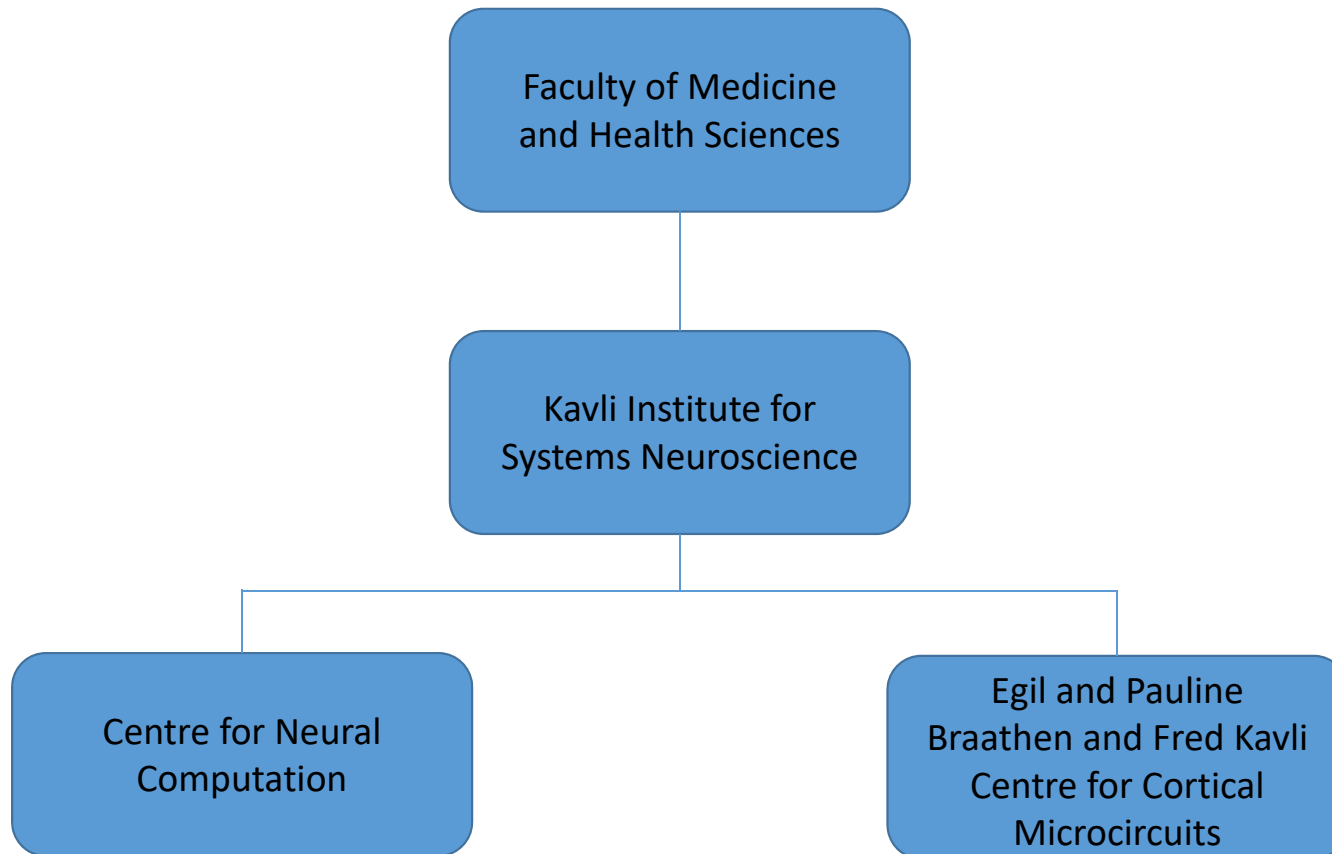 Faculty of Medicine
and Health Sciences
Kavli Institute for
Systems Neuroscience
Centre for Neural
Computation
Egil and Pauline
Braathen and Fred Kavli
Centre for Cortical
Microcircuits